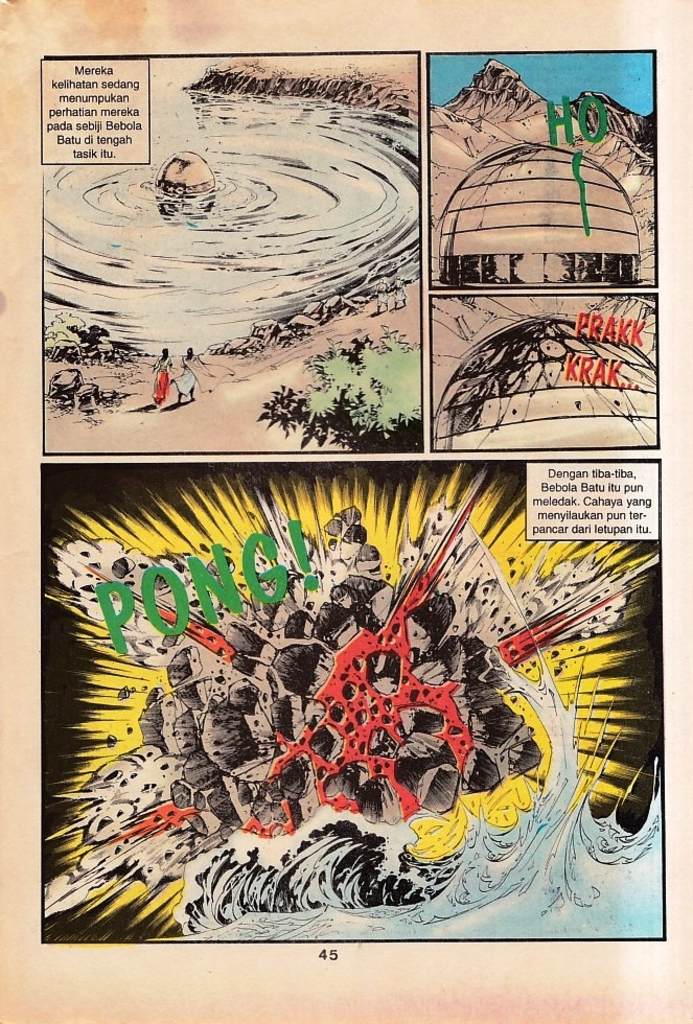 Mereka
kelihatan sedang
menumpukan
perhatian mereka
pada sebiji Bebola
Batu di tengah
tasik itu.
HO
PRAKK
KRAK...
Dengan tiba-tiba,
Bebola Batu itu pun
meledak. Cahaya yang
menyilaukan pun ter-
pancar dari letupan itu.
PONG!
45